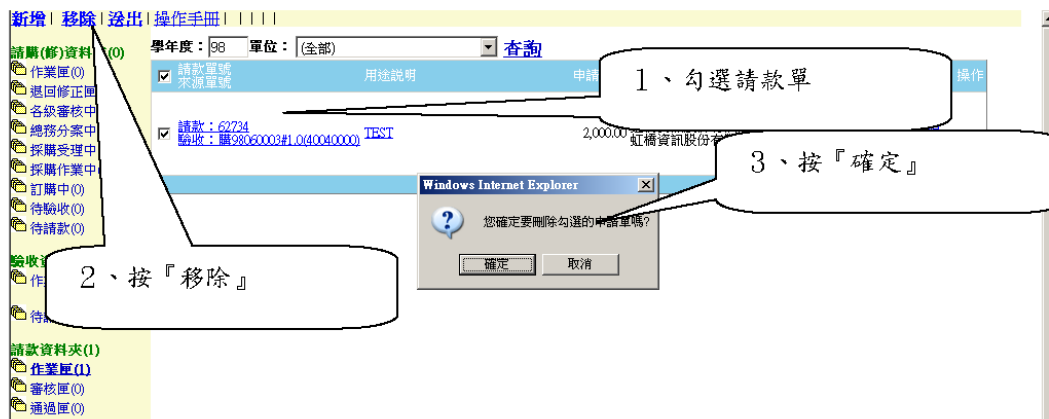 新增 | 移除 | 送出 | 操作手冊 | | | | |
學年度：98 單位：(全部) 查詢
請購(修)資料 (0)
作業匣(0)
退回修正匣
各級審核中
總務分案中
採購受理中
採購作業中
訂購中(0)
待驗收(0)
待請款(0)
驗收
作
待
請款資料夾(1)
作業匣(1)
審核匣(0)
通過匣(0)
請款單號
來源單號
用途說明
申請
操作
請款：62734
驗收：購98060003#1.0(40040000)
TEST
2,000.00
虹橋資訊股份有
1、勾選請款單
2、按『移除』
3、按『確定』
Windows Internet Explorer
您確定要刪除勾選的申請單嗎?
確定
取消